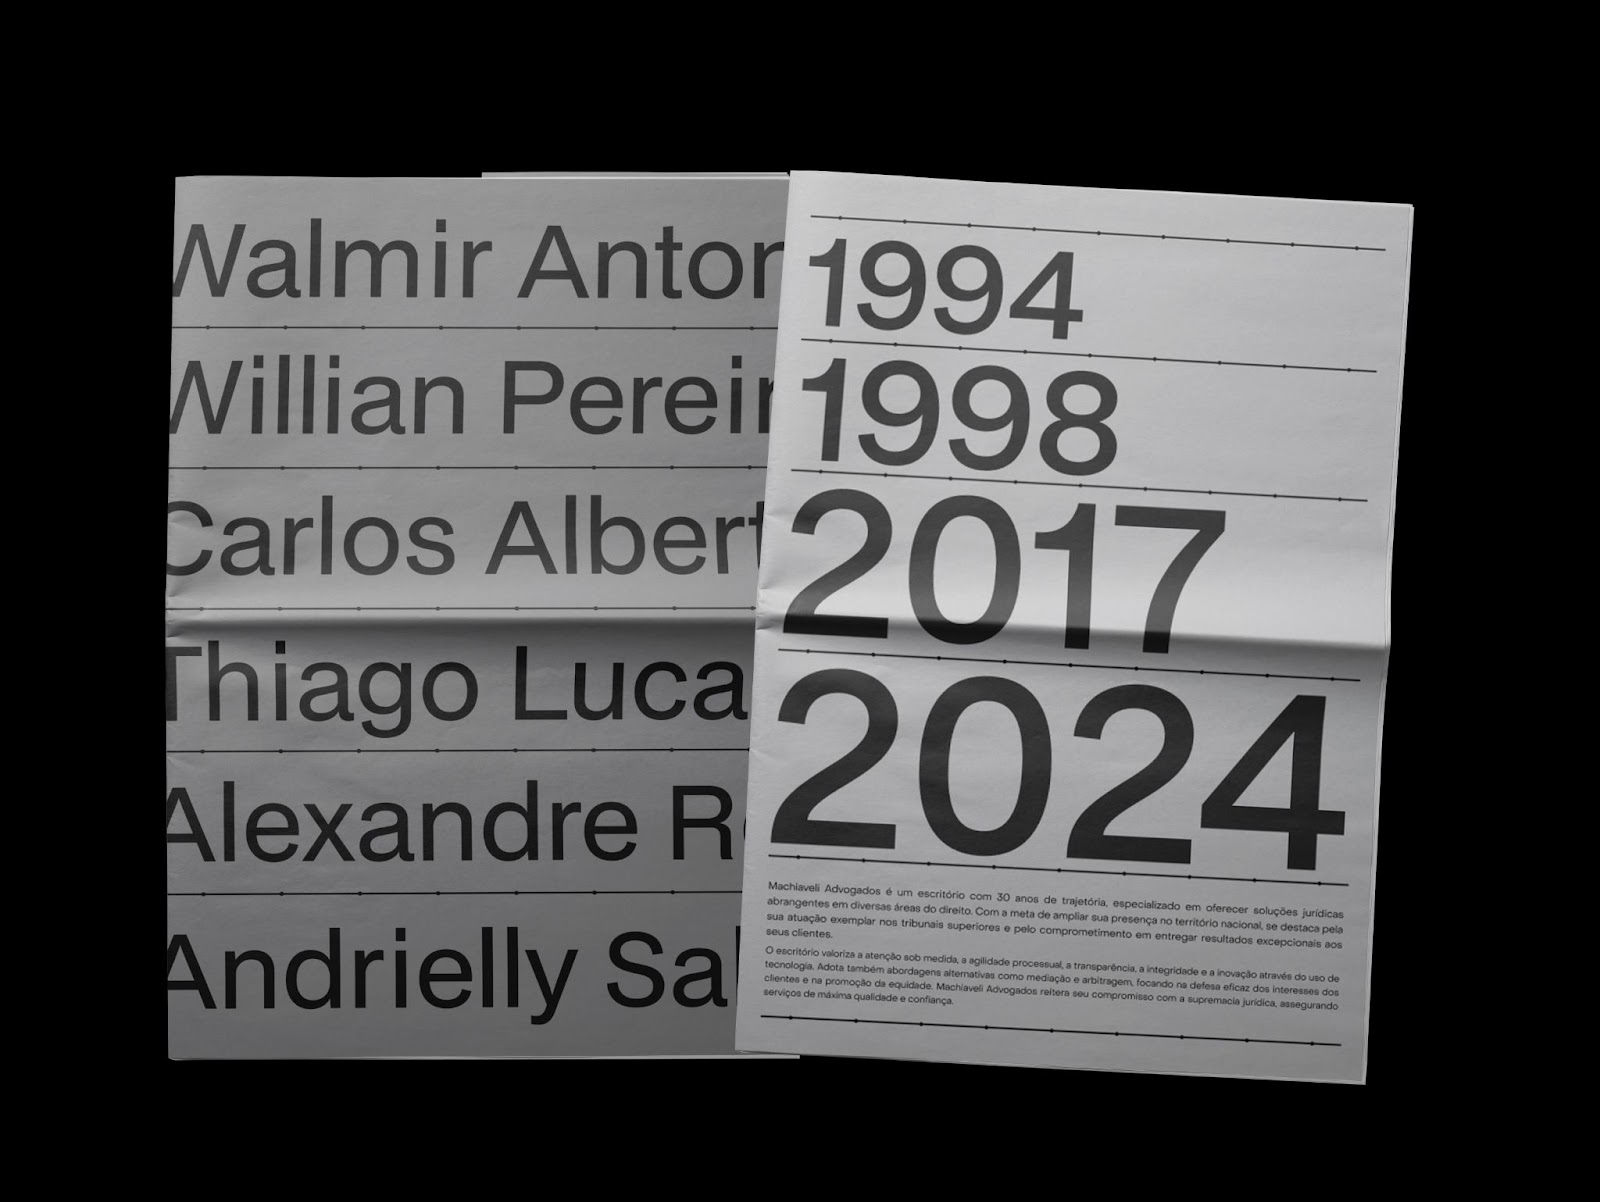 Walmir Anton
Willian Pereir
Carlos Albert
Thiago Luca
Alexandre R
Andrielly Sa
1994
1998
2017
2024
Machiaveli Advogados é um escritório com 30 anos de trajetória, especializado em oferecer soluções jurídicas
abrangentes em diversas áreas do direito. Com a meta de ampliar sua presença no território nacional, se destaca pela
sua atuação exemplar nos tribunais superiores e pelo comprometimento em entregar resultados excepcionais aos
seus clientes.
O escritório valoriza a atenção sob medida, a agilidade processual, a transparência, a integridade e a inovação através do uso de
tecnologia. Adota também abordagens alternativas como mediação e arbitragem, focando na defesa eficaz dos interesses dos
clientes e na promoção da equidade. Machiaveli Advogados reitera seu compromisso com a supremacia jurídica, assegurando
serviços de máxima qualidade e confiança.